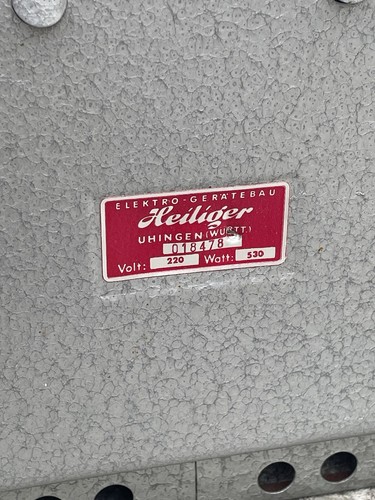 ELEKTRO-GERÄTEBAU
Heiliger
UHINGEN (WÜRTT.)
018478
Volt: 220 Watt: 530